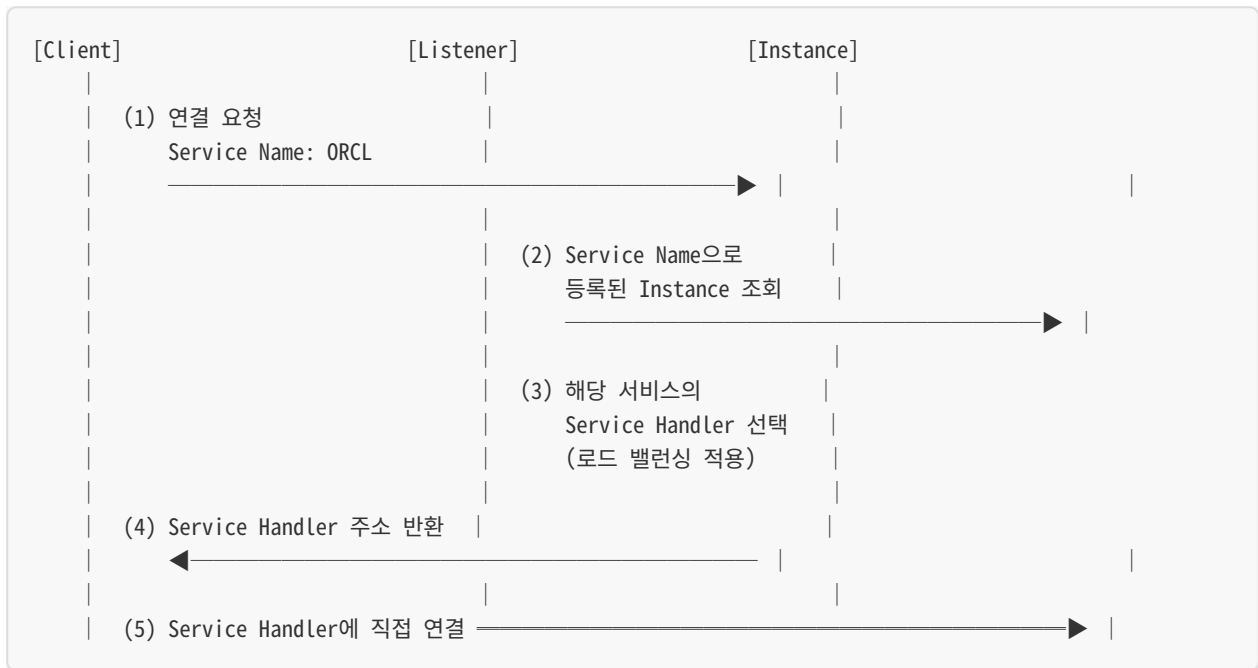 [Client] [Listener] [Instance]
(1) 연결 요청
Service Name: ORCL
(2) Service Name으로
등록된 Instance 조회
(3) 해당 서비스의
Service Handler 선택
(로드 밸런싱 적용)
(4) Service Handler 주소 반환
(5) Service Handler에 직접 연결